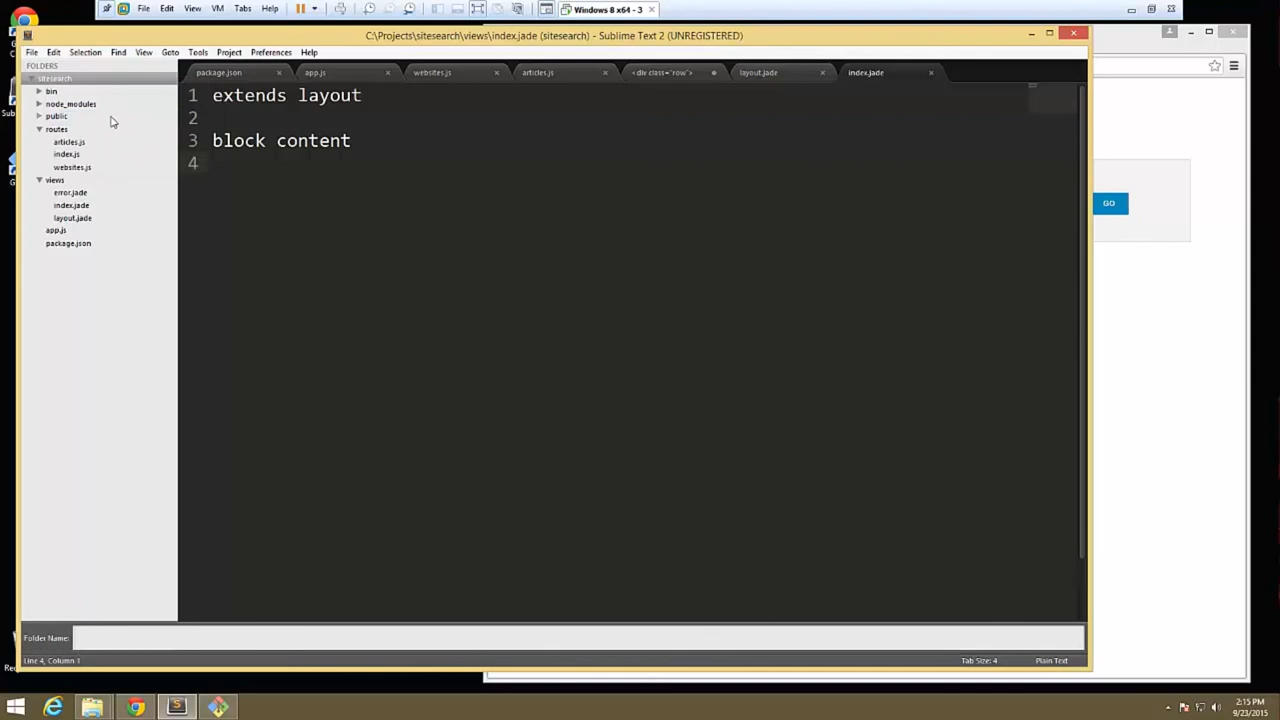 File Edit View VM Tabs Help
Windows 8 x64 - 3
C:\Projects\sitesearch\views\index.jade (sitesearch) - Sublime Text 2 (UNREGISTERED)
File Edit Selection Find View Goto Tools Project Preferences Help
FOLDERS
sitesearch
bin
node_modules
public
routes
articles.js
index.js
websites.js
views
error.jade
index.jade
layout.jade
app.js
package.json
package.json app.js websites.js articles.js <div class="row"> layout.jade index.jade
1 extends layout
2
3 block content
4
GO
Folder Name:
Line 4, Column 1
Tab Size: 4 Plain Text
2:15 PM
9/23/2015